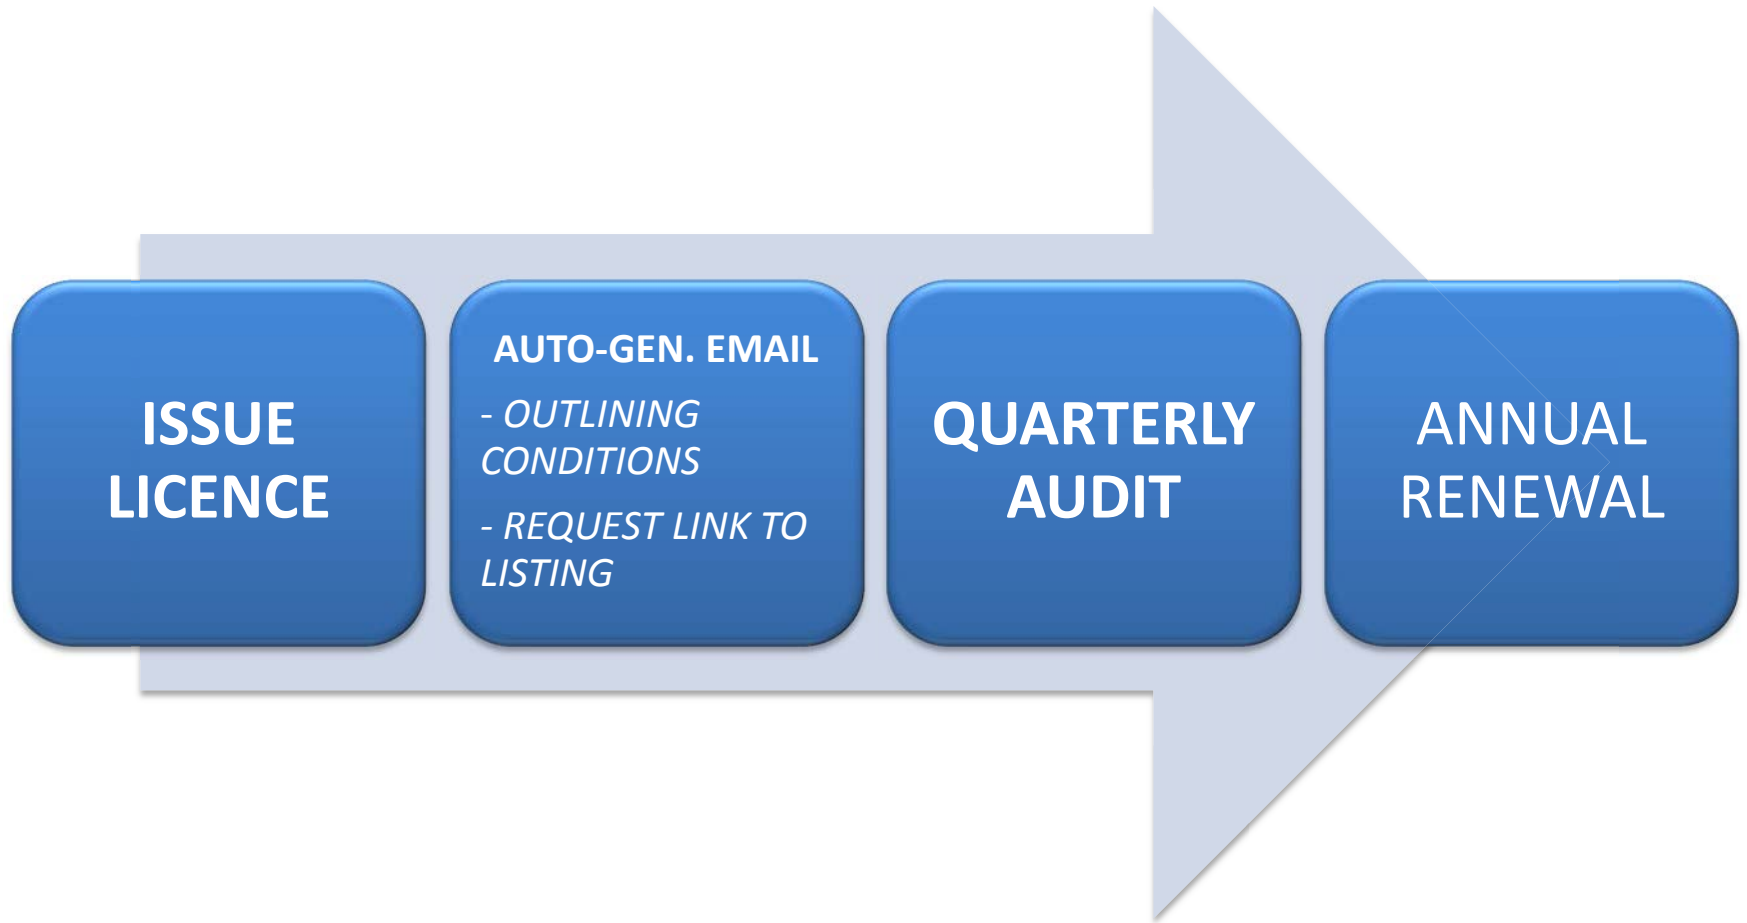 ISSUE
LICENCE
AUTO-GEN. EMAIL
- OUTLINING
CONDITIONS
- REQUEST LINK TO
LISTING
QUARTERLY
AUDIT
ANNUAL
RENEWAL